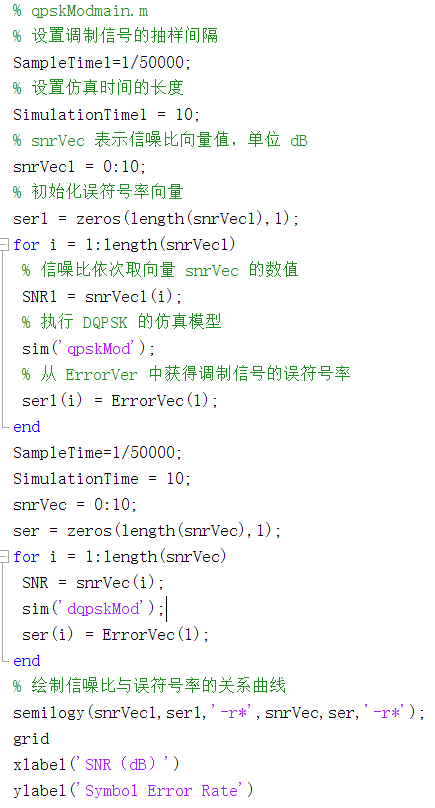 % qpskModmain.m
% 设置调制信号的抽样间隔
SampleTime1=1/50000;
% 设置仿真时间的长度
SimulationTime1 = 10;
% snrVec 表示信噪比向量值，单位 dB
snrVec1 = 0:10;
% 初始化误符号率向量
ser1 = zeros(length(snrVec1),1);
for i = 1:length(snrVec1)
% 信噪比依次取向量 snrVec 的数值
SNR1 = snrVec1(i);
% 执行 DQPSK 的仿真模型
sim('qpskMod');
% 从 ErrorVer 中获得调制信号的误符号率
ser1(i) = ErrorVec(1);
end
SampleTime=1/50000;
SimulationTime = 10;
snrVec = 0:10;
ser = zeros(length(snrVec),1);
for i = 1:length(snrVec)
SNR = snrVec(i);
sim('dqpskMod');
ser(i) = ErrorVec(1);
end
% 绘制信噪比与误符号率的关系曲线
semilogy(snrVec1,ser1,'-r*',snrVec,ser,'-r*');
grid
xlabel('SNR（dB）')
ylabel('Symbol Error Rate')